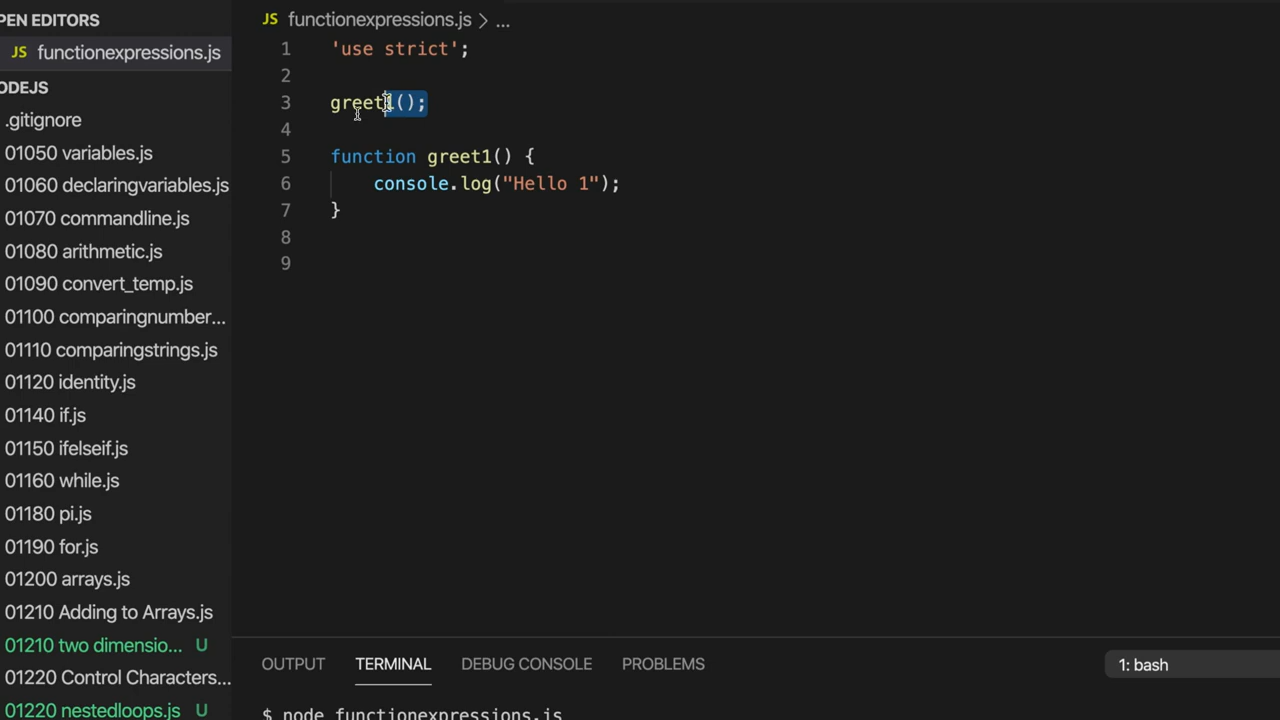 PEN EDITORS
JS functionexpressions.js
ODEJS
.gitignore
01050 variables.js
01060 declaringvariables.js
01070 commandline.js
01080 arithmetic.js
01090 convert_temp.js
01100 comparingnumber...
01110 comparingstrings.js
01120 identity.js
01140 if.js
01150 ifelseif.js
01160 while.js
01180 pi.js
01190 for.js
01200 arrays.js
01210 Adding to Arrays.js
01210 two dimensio... U
01220 Control Characters...
01220 nestedloops.js U
JS functionexpressions.js > ...
1 'use strict';
2
3 greet1();
4
5 function greet1() {
6 console.log("Hello 1");
7 }
8
9
OUTPUT TERMINAL DEBUG CONSOLE PROBLEMS 1: bash
$ node functionexpressions.js